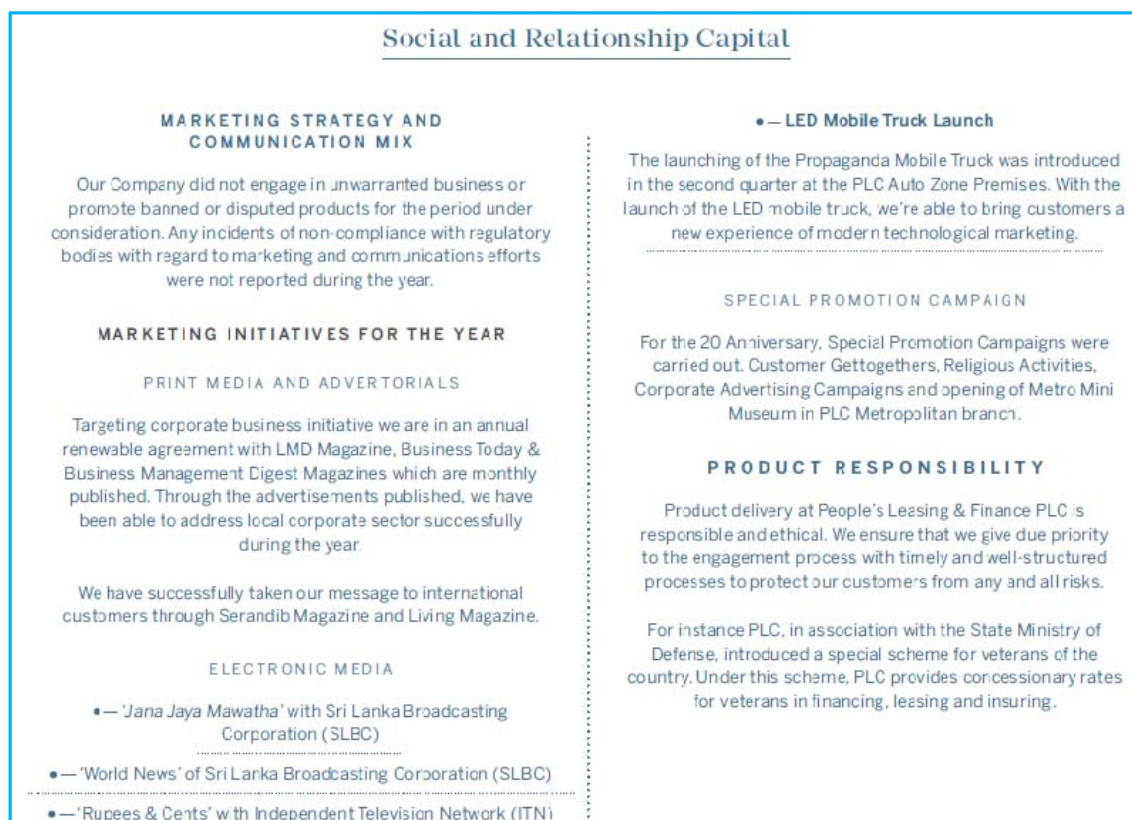 Social and Relationship Capital
MARKETING STRATEGY AND
COMMUNICATION MIX
Our Company did not engage in unwarranted business or
promote banned or disputed products for the period under
consideration. Any incidents of non-compliance with regulatory
bodies with regard to marketing and communications efforts
were not reported during the year.
MARKETING INITIATIVES FOR THE YEAR
PRINT MEDIA AND ADVERTORIALS
Targeting corporate business initiative we are in an annual
renewable agreement with LMD Magazine, Business Today &
Business Management Digest Magazines which are monthly
published. Through the advertisements published, we have
been able to address local corporate sector successfully
during the year.
We have successfully taken our message to international
customers through Serandib Magazine and Living Magazine.
ELECTRONIC MEDIA
•— 'Jana Jaya Mawatha' with Sri Lanka Broadcasting
Corporation (SLBC)
•— 'World News' of Sri Lanka Broadcasting Corporation (SLBC)
•— 'Rupees & Cents' with Independent Television Network (ITN)
•— LED Mobile Truck Launch
The launching of the Propaganda Mobile Truck was introduced
in the second quarter at the PLC Auto Zone Premises. With the
launch of the LED mobile truck, we're able to bring customers a
new experience of modern technological marketing.
SPECIAL PROMOTION CAMPAIGN
For the 20 Anniversary, Special Promotion Campaigns were
carried out. Customer Gettogethers, Religious Activities,
Corporate Advertising Campaigns and opening of Metro Mini
Museum in PLC Metropolitan branch.
PRODUCT RESPONSIBILITY
Product delivery at People's Leasing & Finance PLC is
responsible and ethical. We ensure that we give due priority
to the engagement process with timely and well-structured
processes to protect our customers from any and all risks.
For instance PLC, in association with the State Ministry of
Defense, introduced a special scheme for veterans of the
country. Under this scheme, PLC provides concessionary rates
for veterans in financing, leasing and insuring.